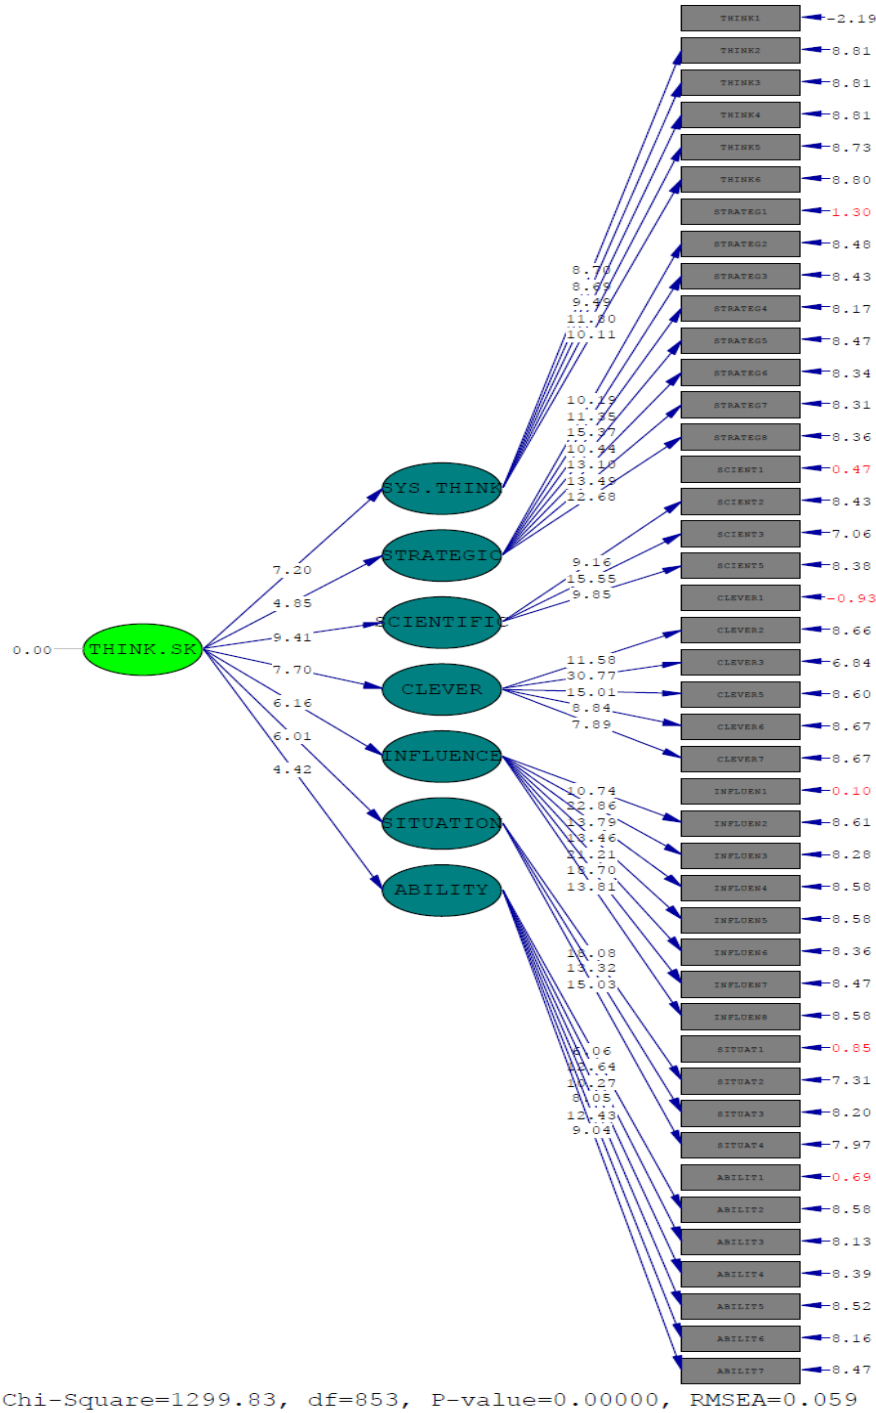 THINK1 -2.19
THINK2 8.81
THINK3 8.81
THINK4 8.81
THINK5 8.73
THINK6 8.80
STRATEG1 1.30
STRATEG2 8.48
8.70
STRATEG3 8.43
8.69
9.49
STRATEG4 8.17
11.80
10.11
STRATEG5 8.47
STRATEG6 8.34
10.19
STRATEG7 8.31
11.35
15.37
STRATEG8 8.36
10.44
13.10
SCIENT1 0.47
13.49
SYS.THINK
12.68
SCIENT2 8.43
SCIENT3 7.06
STRATEGIC
9.16
SCIENT5 8.38
7.20
15.55
9.85
CLEVER1 -0.93
4.85
SCIENTIFIC
CLEVER2 8.66
9.41
0.00 THINK.SK
CLEVER3 6.84
11.58
7.70
30.77
CLEVER
CLEVER5 8.60
15.01
6.16
8.84
CLEVER6 8.67
7.89
6.01
INFLUENCE
CLEVER7 8.67
4.42
INFLUEN1 0.10
10.74
22.86
SITUATION
INFLUEN2 8.61
13.79
13.46
INFLUEN3 8.28
21.21
18.70
INFLUEN4 8.58
13.81
ABILITY
INFLUEN5 8.58
INFLUEN6 8.36
18.08
13.32
INFLUEN7 8.47
15.03
INFLUEN8 8.58
SITUAT1 0.85
6.06
12.64
SITUAT2 7.31
10.27
8.05
SITUAT3 8.20
12.43
9.04
SITUAT4 7.97
ABILIT1 0.69
ABILIT2 8.58
ABILIT3 8.13
ABILIT4 8.39
ABILIT5 8.52
ABILIT6 8.16
ABILIT7 8.47
Chi-Square=1299.83, df=853, P-value=0.00000, RMSEA=0.059